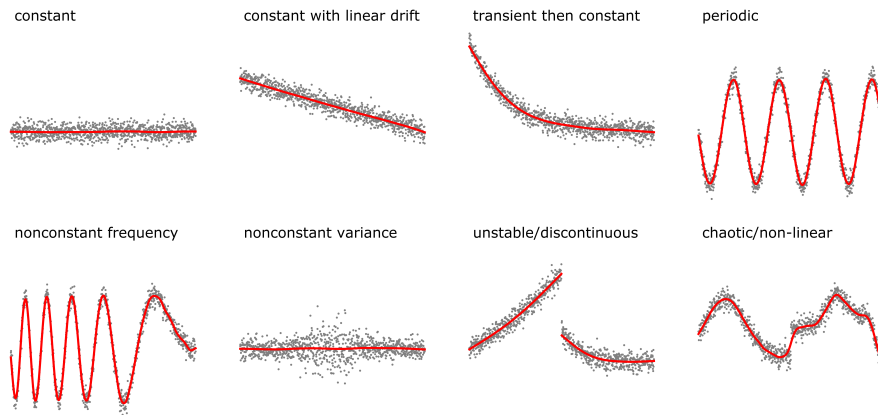 constant
constant with linear drift
transient then constant
periodic
nonconstant frequency
nonconstant variance
unstable/discontinuous
chaotic/non-linear